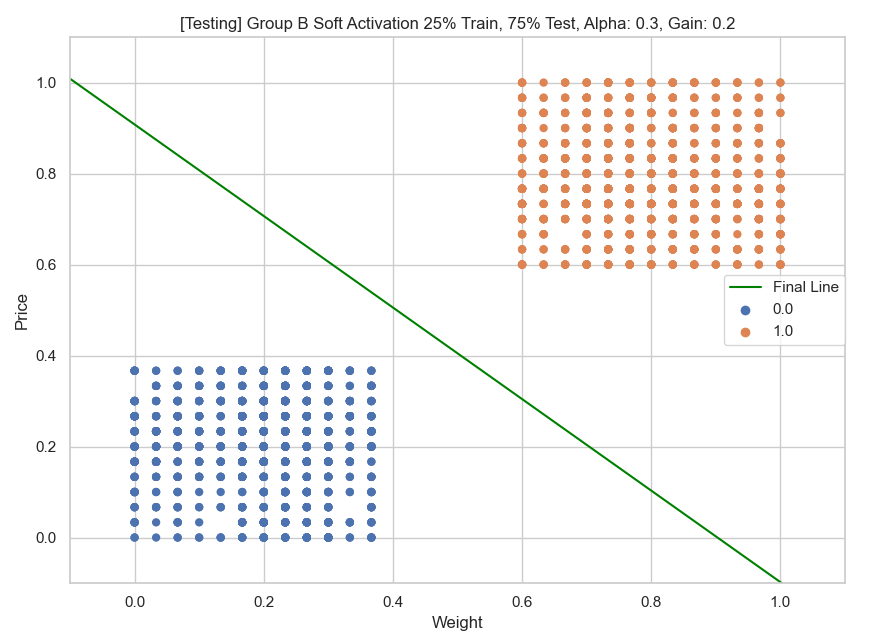 [Testing] Group B Soft Activation 25% Train, 75% Test, Alpha: 0.3, Gain: 0.2
1.0
0.8
0.6
0.4
0.2
0.0
Price
Final Line
0.0
1.0
0.0 0.2 0.4 0.6 0.8 1.0
Weight